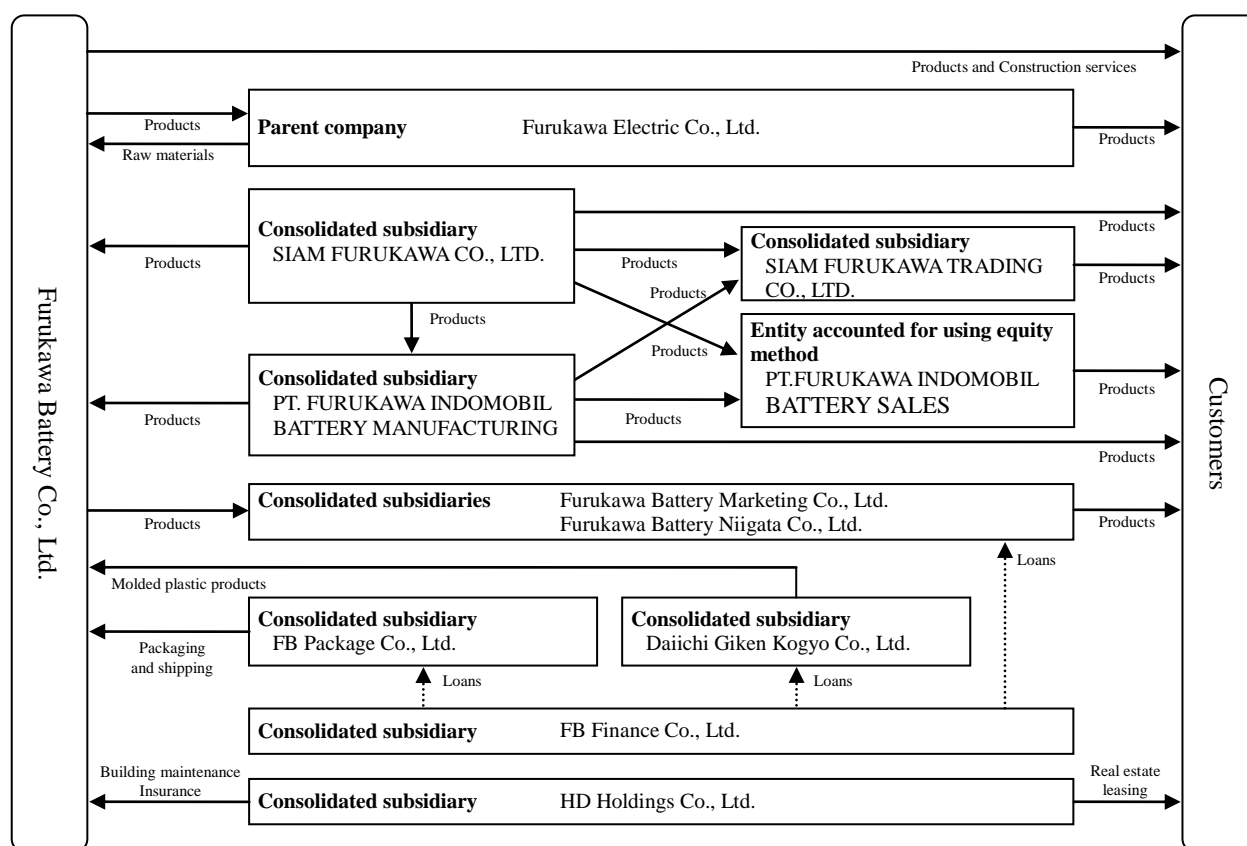 Furukawa Battery Co., Ltd.
Customers
Products and Construction services
Products
Raw materials
Parent company Furukawa Electric Co., Ltd.
Products
Consolidated subsidiary
SIAM FURUKAWA CO., LTD.
Products
Products
Products
Consolidated subsidiary
SIAM FURUKAWA TRADING
CO., LTD.
Products
Products
Products
Products
Entity accounted for using equity
method
PT.FURUKAWA INDOMOBIL
BATTERY SALES
Products
Consolidated subsidiary
PT. FURUKAWA INDOMOBIL
BATTERY MANUFACTURING
Products
Products
Products
Consolidated subsidiaries Furukawa Battery Marketing Co., Ltd.
Furukawa Battery Niigata Co., Ltd.
Products
Products
Loans
Molded plastic products
Consolidated subsidiary
FB Package Co., Ltd.
Packaging
and shipping
Consolidated subsidiary
Daiichi Giken Kogyo Co., Ltd.
Loans
Loans
Consolidated subsidiary FB Finance Co., Ltd.
Building maintenance
Insurance
Consolidated subsidiary HD Holdings Co., Ltd.
Real estate
leasing